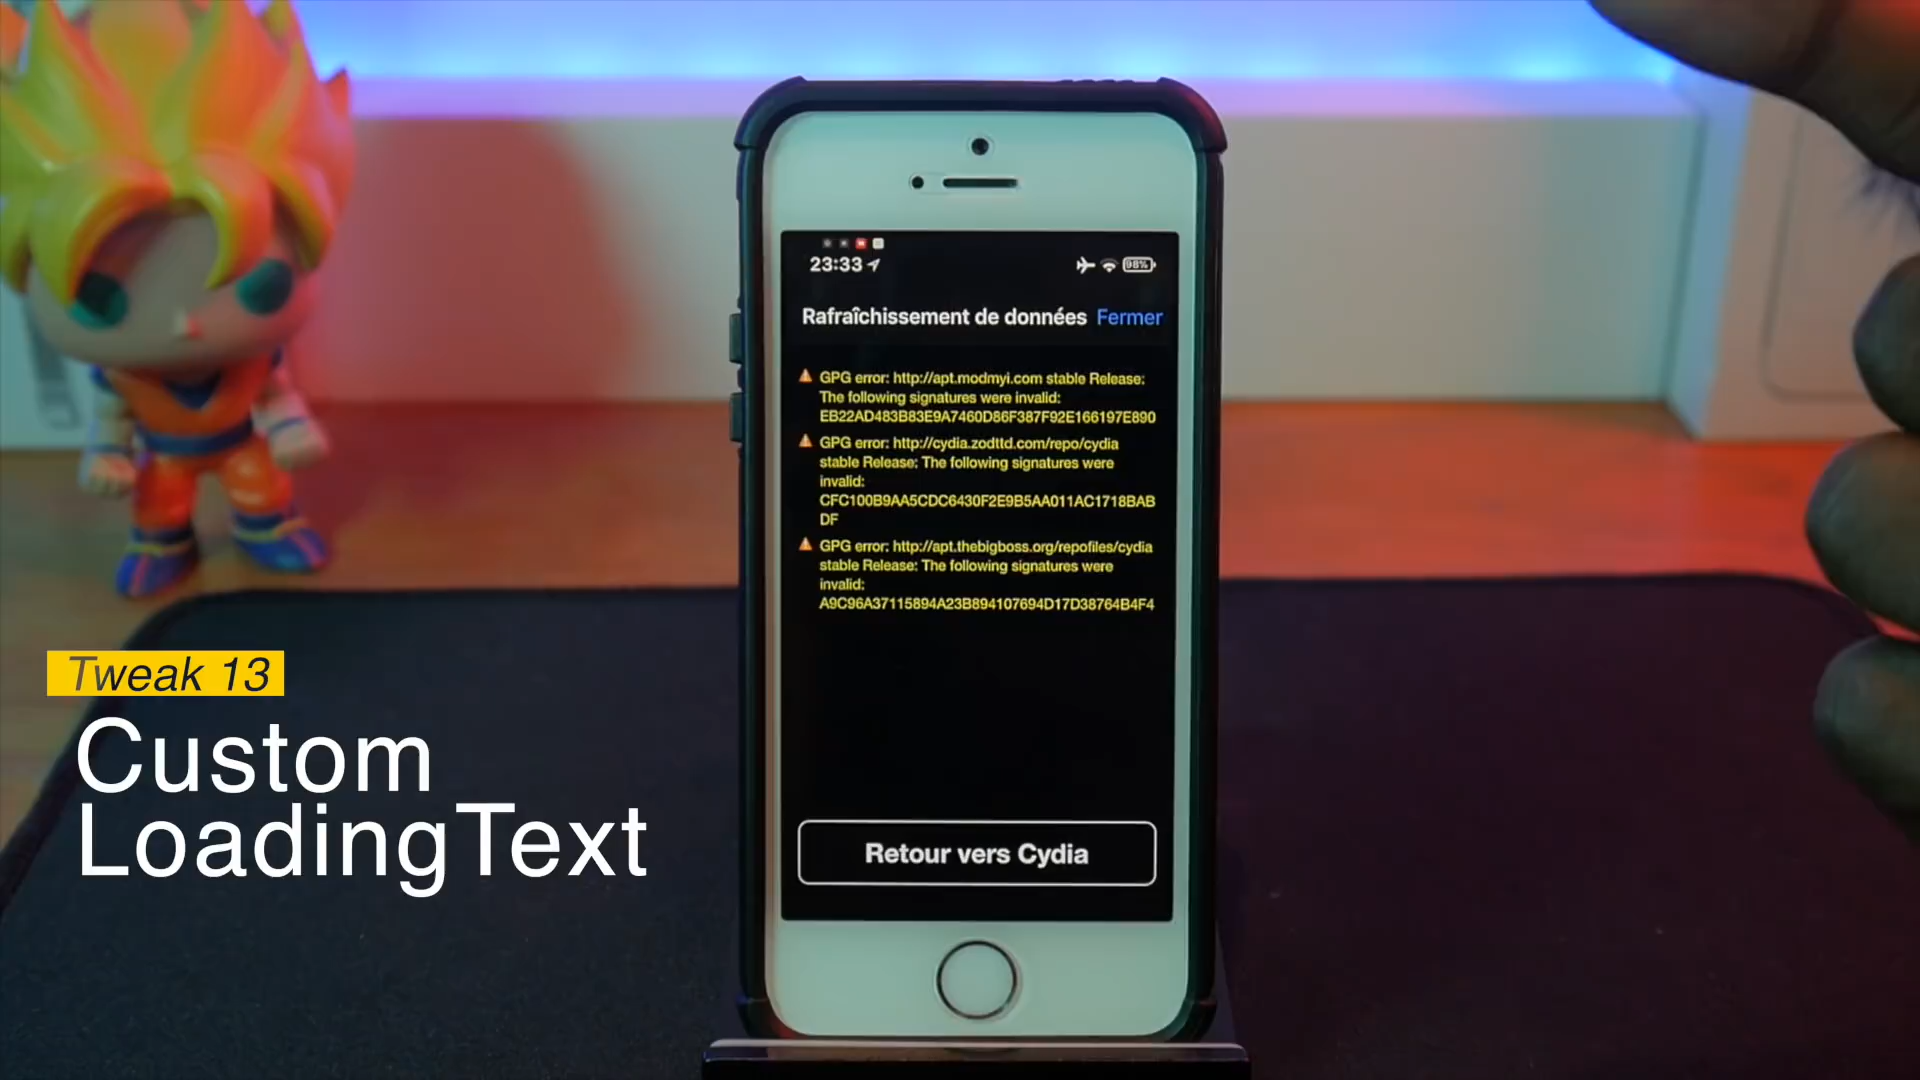 23:33
98%
Rafraîchissement de données Fermer
GPG error: http://apt.modmyi.com stable Release:
The following signatures were invalid:
EB22AD483B83E9A7460D86F387F92E166197E890
GPG error: http://cydia.zodttd.com/repo/cydia
stable Release: The following signatures were
invalid:
CFC100B9AA5CDC6430F2E9B5AA011AC1718BAB
DF
GPG error: http://apt.thebigboss.org/repofiles/cydia
stable Release: The following signatures were
invalid:
A9C96A37115894A23B894107694D17D38764B4F4
Retour vers Cydia
Tweak 13
Custom
LoadingText